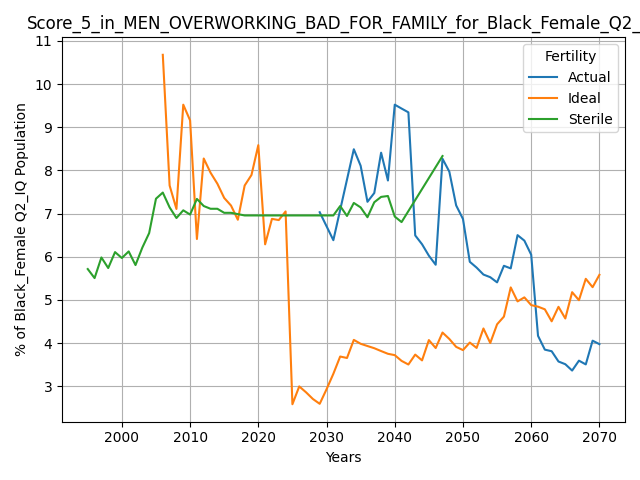 Score_5_in_MEN_OVERWORKING_BAD_FOR_FAMILY_for_Black_Female_Q2_
Fertility
Actual
Ideal
Sterile
% of Black_Female Q2_IQ Population
11
10
9
8
7
6
5
4
3
2000
2010
2020
2030
2040
2050
2060
2070
Years